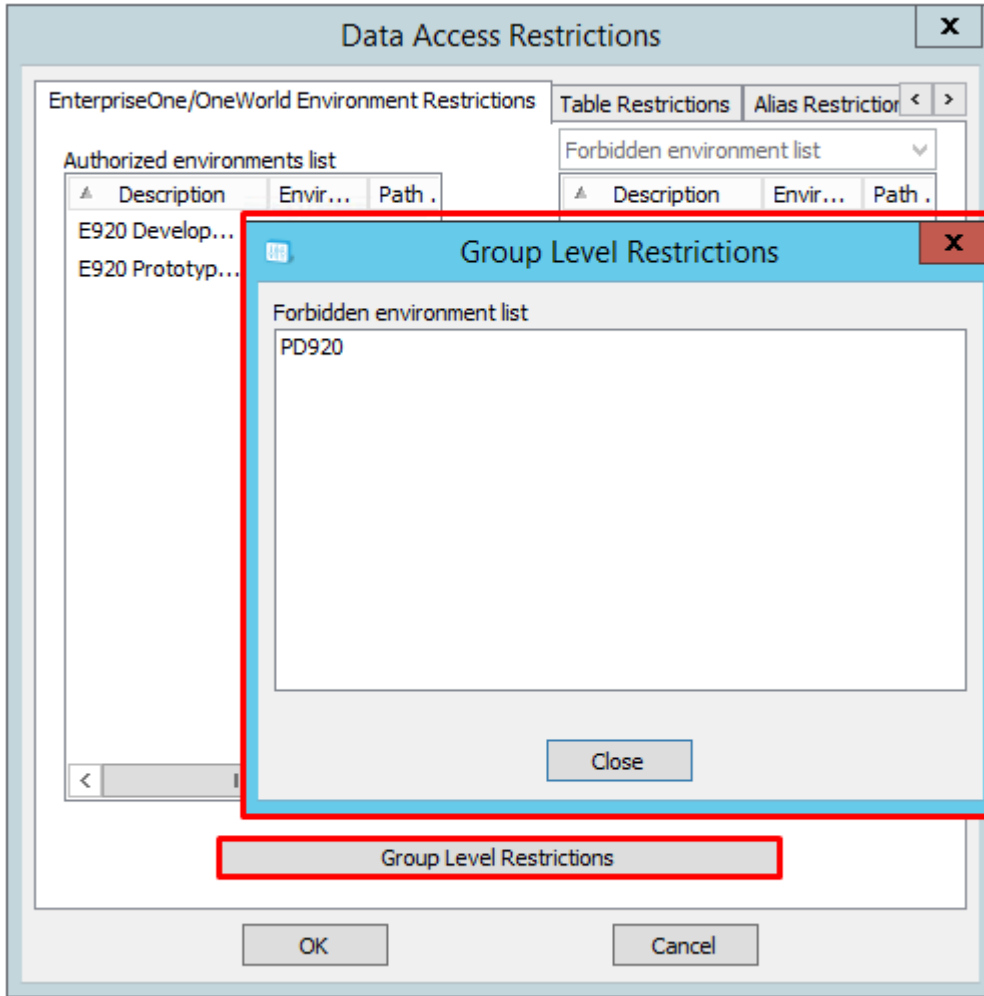 Data Access Restrictions
x
EnterpriseOne/OneWorld Environment Restrictions Table Restrictions Alias Restriction < >
Authorized environments list
Forbidden environment list
Description Envir... Path .
Description Envir... Path .
E920 Develop...
E920 Prototyp...
Group Level Restrictions
x
Forbidden environment list
PD920
Close
Group Level Restrictions
OK Cancel